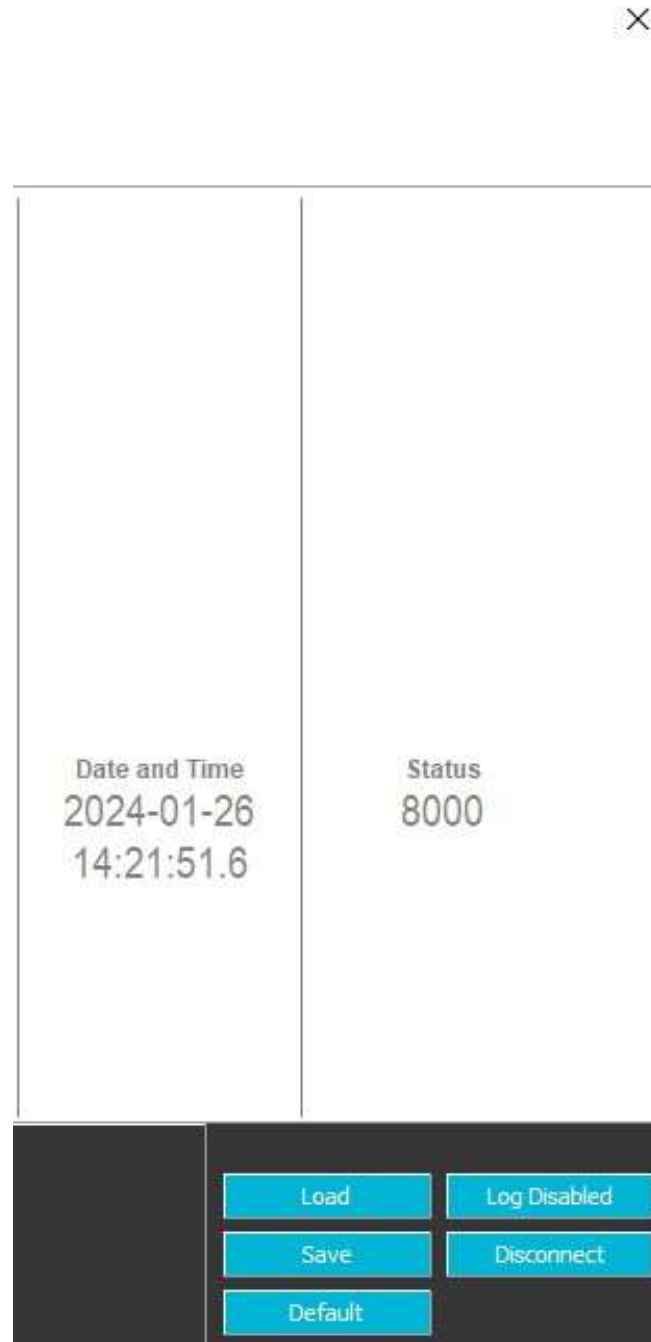 Date and Time
2024-01-26
14:21:51.6
Status
8000
Load
Log Disabled
Save
Disconnect
Default